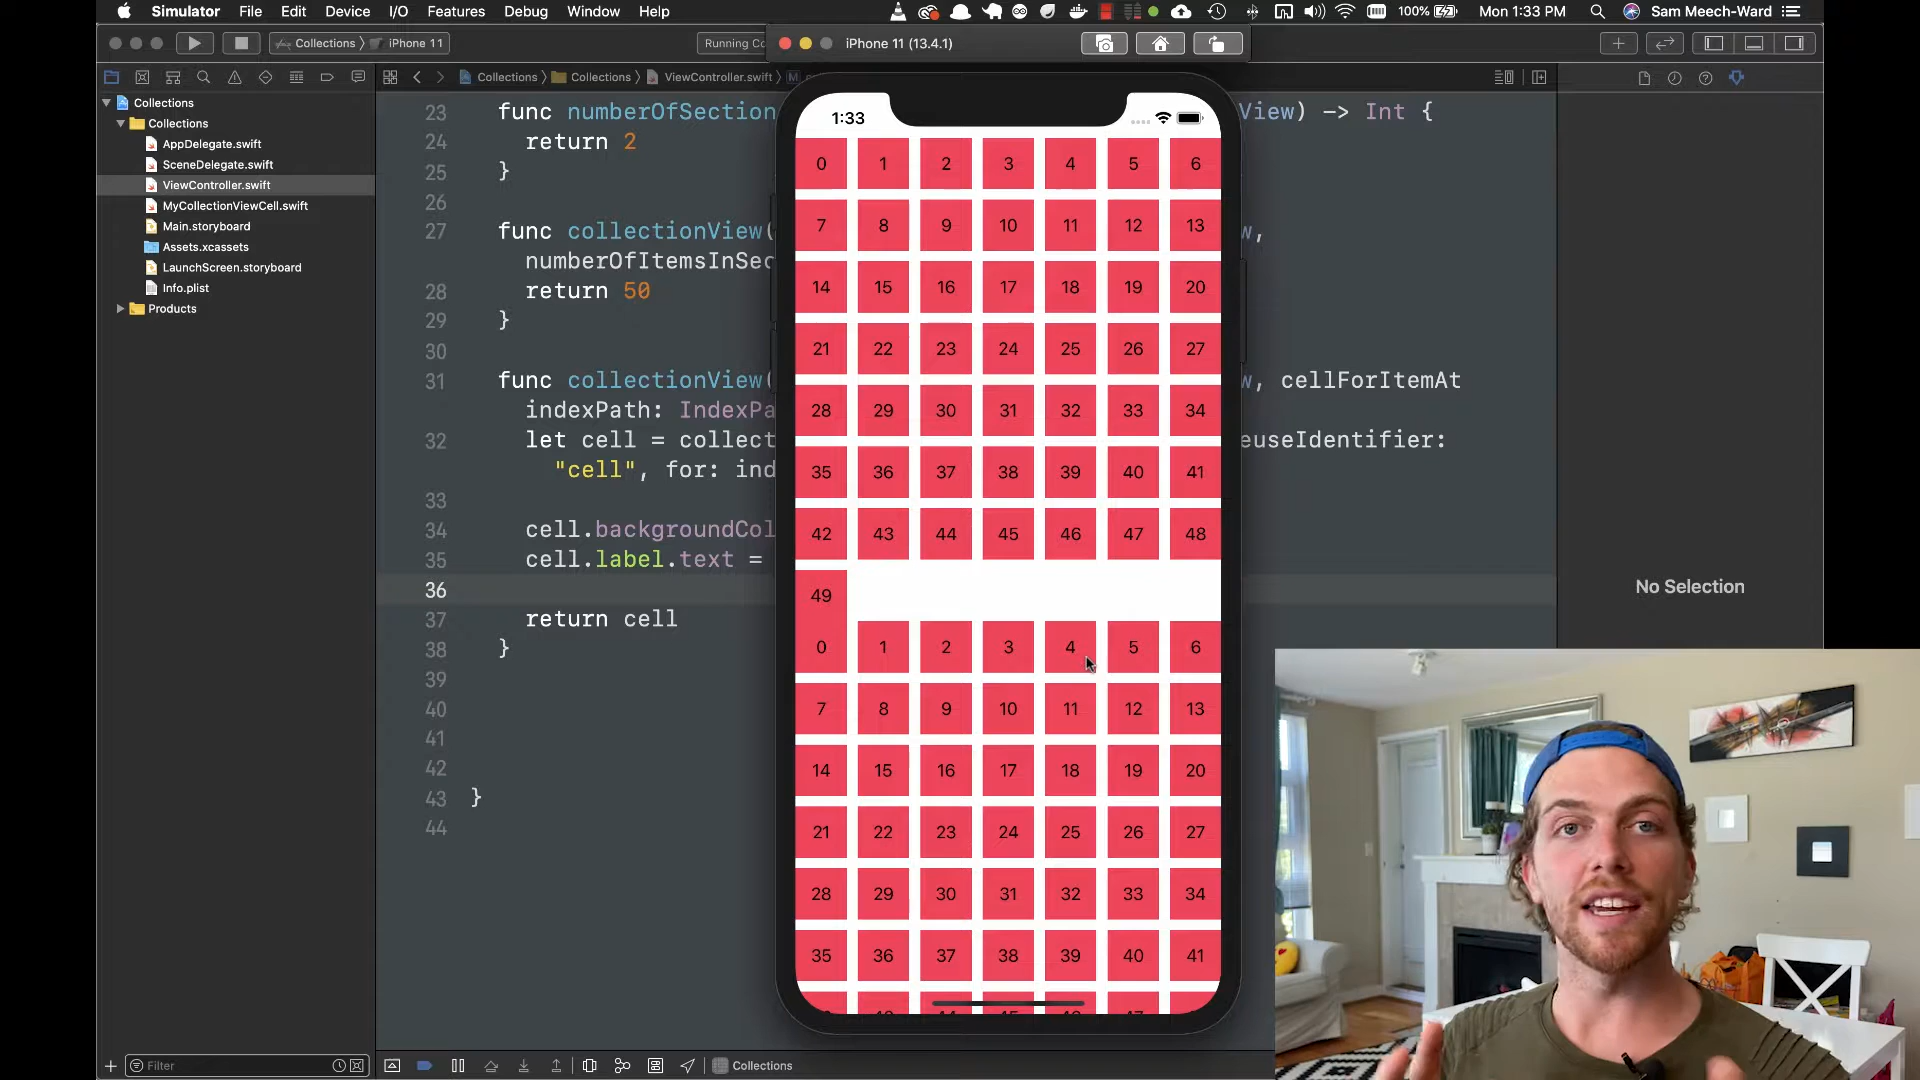 Simulator File Edit Device I/O Features Debug Window Help
100% Mon 1:33 PM Sam Meech-Ward
Collections iPhone 11
Running Co
iPhone 11 (13.4.1)
Collections Collections ViewController.swift M
Collections
Collections
AppDelegate.swift
SceneDelegate.swift
ViewController.swift
MyCollectionViewCell.swift
Main.storyboard
Assets.xcassets
LaunchScreen.storyboard
Info.plist
Products
23 func numberOfSection View) -> Int {
24 return 2
25 }
26
27 func collectionView( w,
numberOfItemsInSec
28 return 50
29 }
30
31 func collectionView( w, cellForItemAt
indexPath: IndexPa
32 let cell = collect euseIdentifier:
"cell", for: ind
33
34 cell.backgroundCol
35 cell.label.text =
36
37 return cell
38 }
39
40
41
42
43 }
44
1:33
0 1 2 3 4 5 6
7 8 9 10 11 12 13
14 15 16 17 18 19 20
21 22 23 24 25 26 27
28 29 30 31 32 33 34
35 36 37 38 39 40 41
42 43 44 45 46 47 48
49
0 1 2 3 4 5 6
7 8 9 10 11 12 13
14 15 16 17 18 19 20
21 22 23 24 25 26 27
28 29 30 31 32 33 34
35 36 37 38 39 40 41
No Selection
Filter
Collections